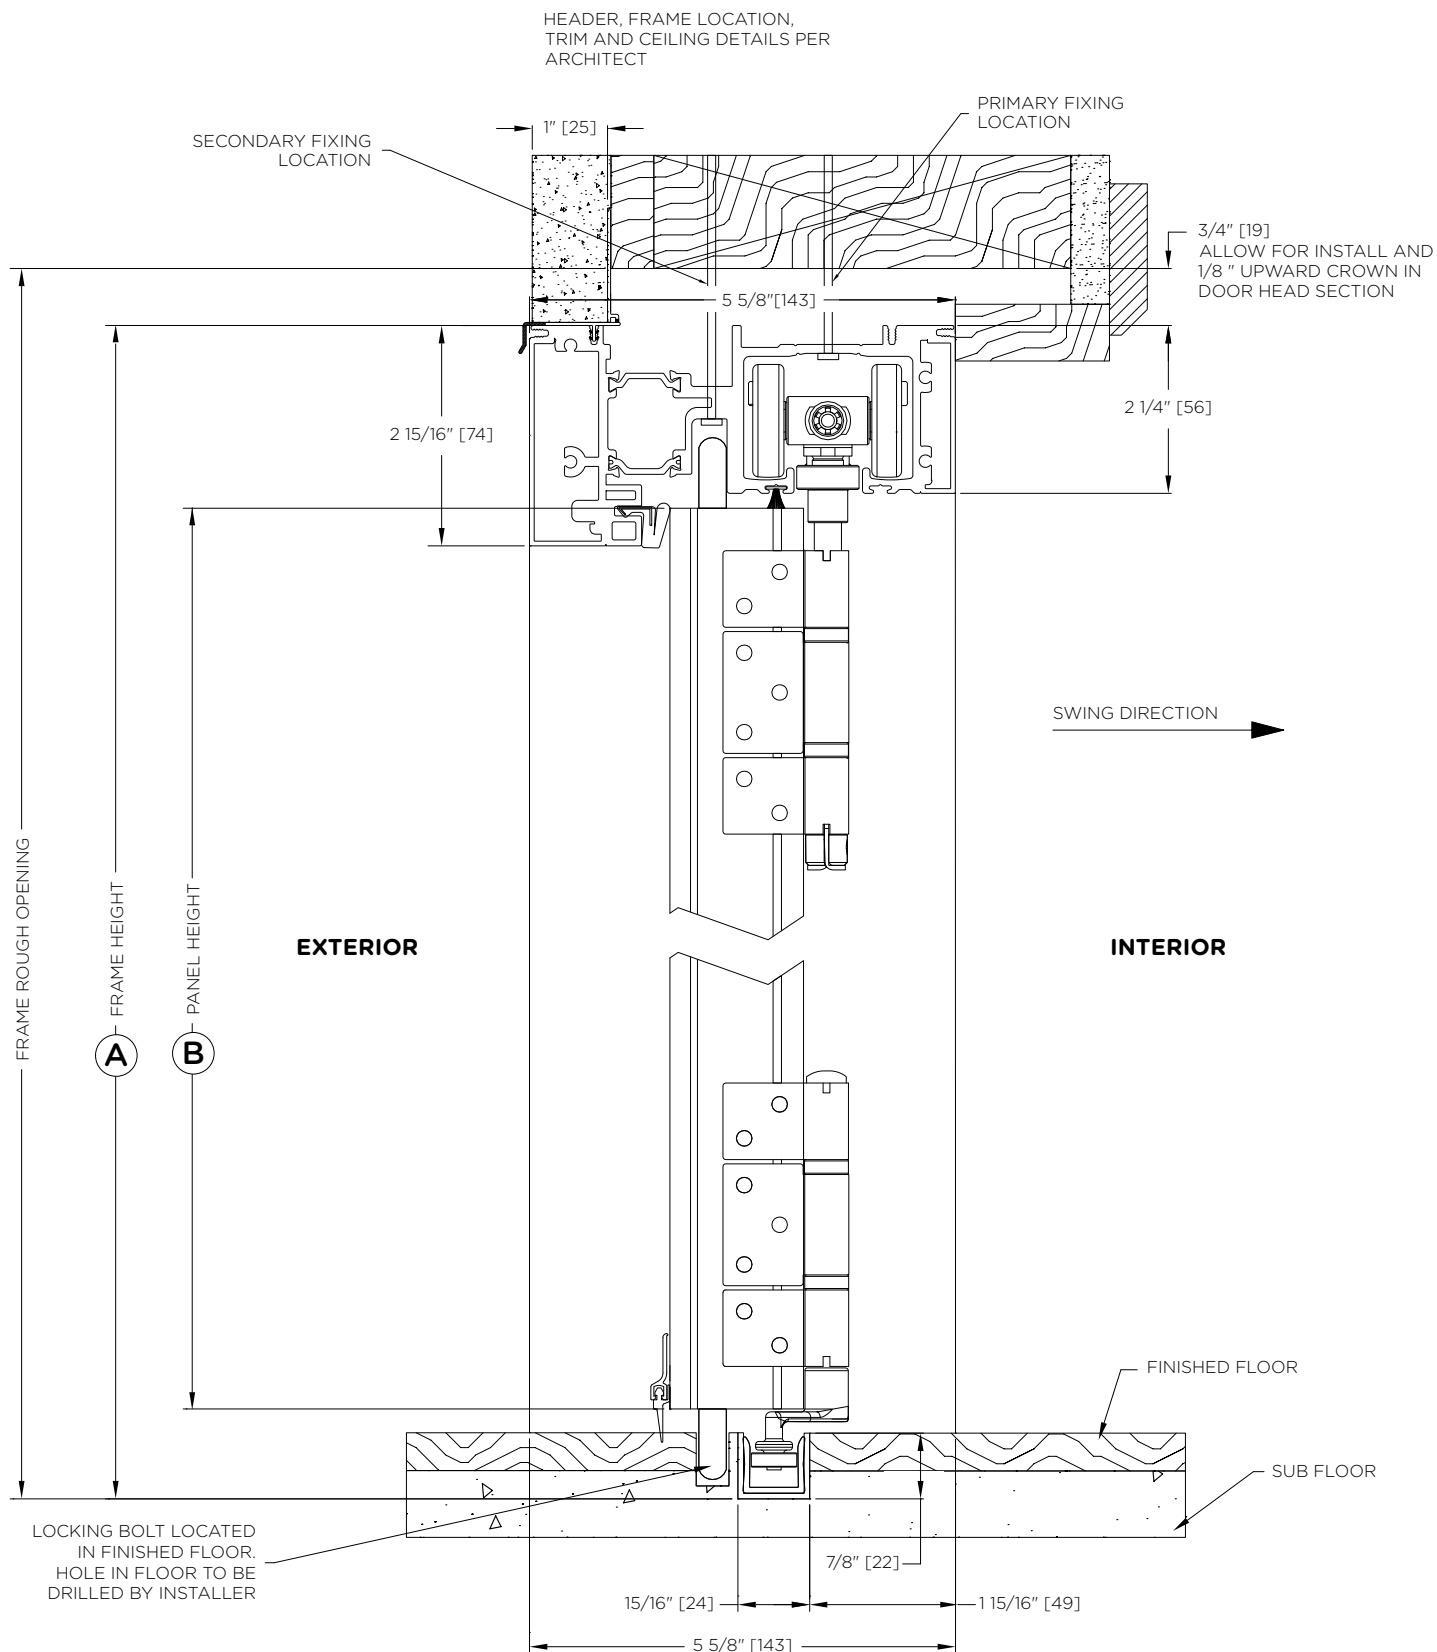 HEADER, FRAME LOCATION,
TRIM AND CEILING DETAILS PER
ARCHITECT
PRIMARY FIXING
LOCATION
1" [25]
SECONDARY FIXING
LOCATION
3/4" [19]
ALLOW FOR INSTALL AND
1/8 " UPWARD CROWN IN
DOOR HEAD SECTION
5 5/8"[143]
2 15/16" [74]
2 1/4" [56]
SWING DIRECTION
FRAME ROUGH OPENING
FRAME HEIGHT
A
PANEL HEIGHT
B
EXTERIOR
INTERIOR
FINISHED FLOOR
SUB FLOOR
LOCKING BOLT LOCATED
IN FINISHED FLOOR.
HOLE IN FLOOR TO BE
DRILLED BY INSTALLER
7/8" [22]
15/16" [24]
1 15/16" [49]
5 5/8" [143]